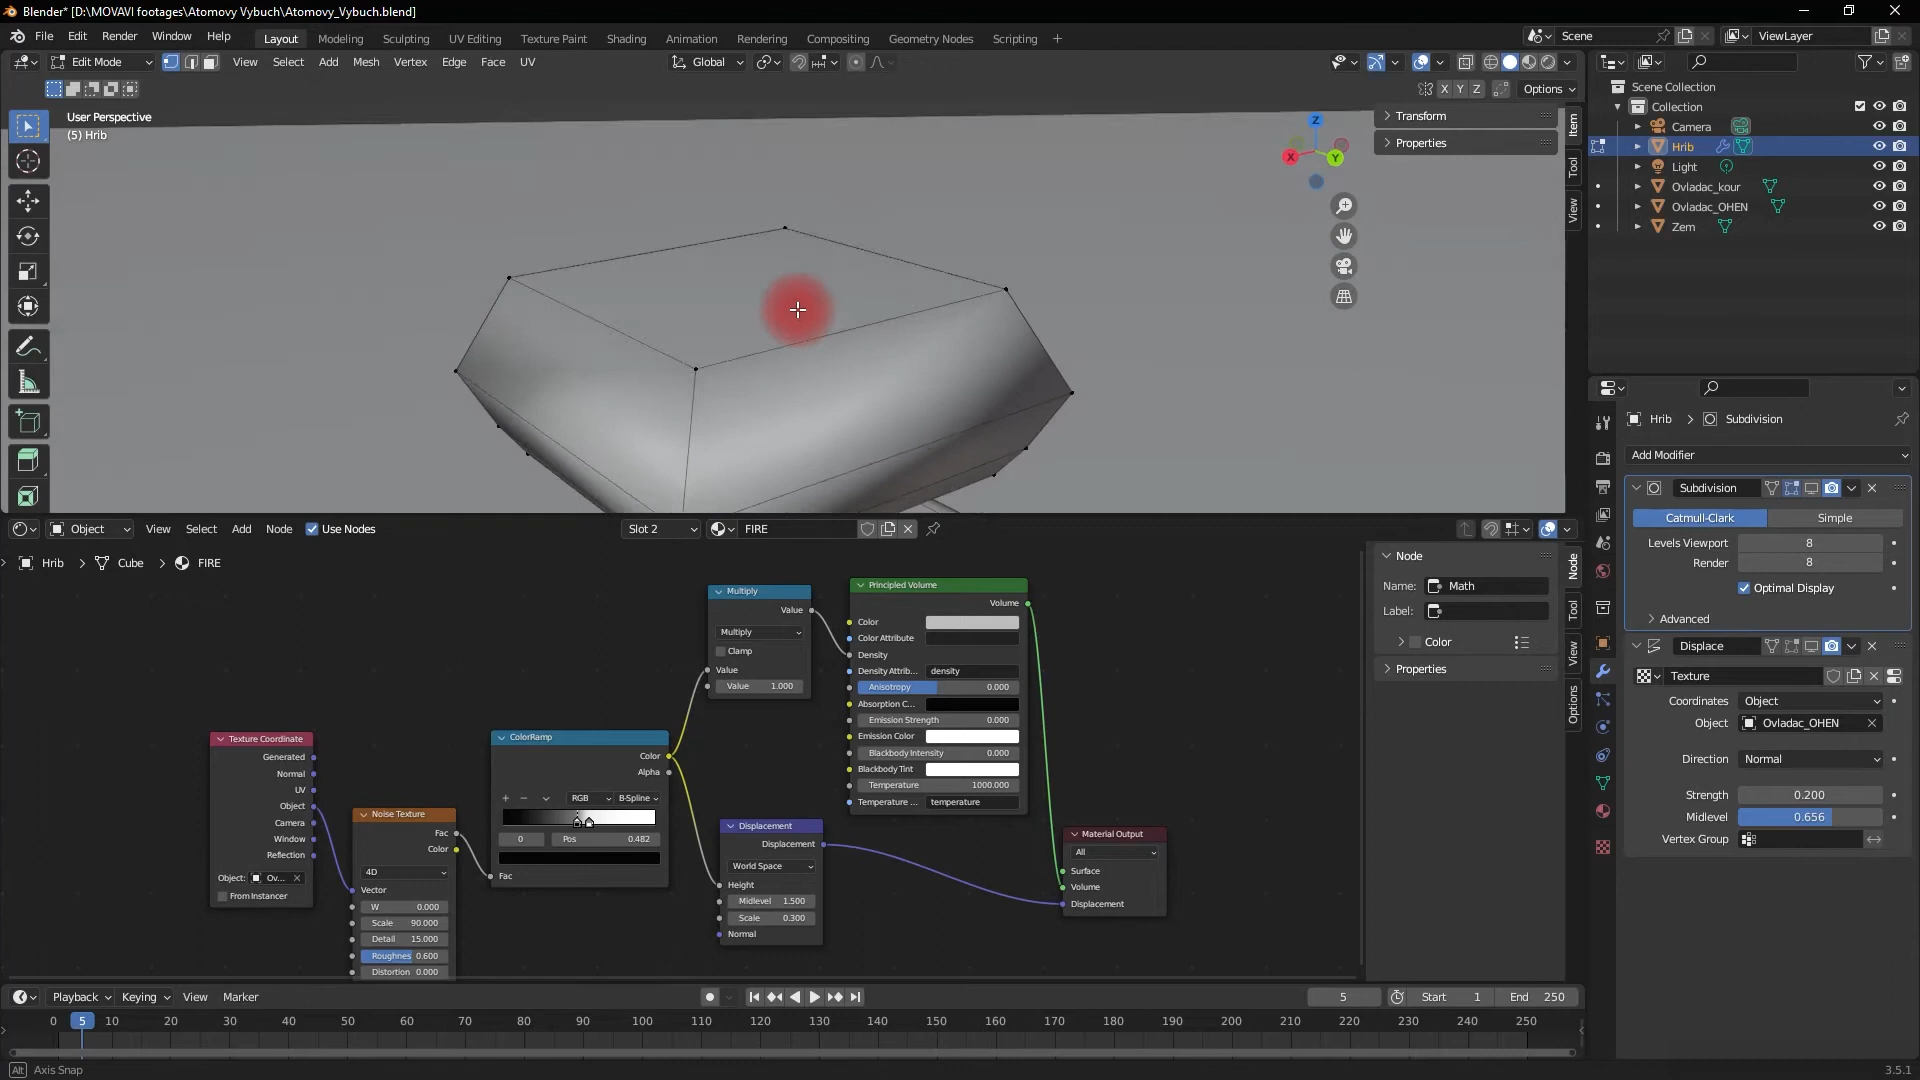 Blender* [D:\MOVAVI footages\Atomovy Vybuch\Atomovy_Vybuch.blend]
File Edit Render Window Help Layout Modeling Sculpting UV Editing Texture Paint Shading Animation Rendering Compositing Geometry Nodes Scripting + Scene ViewLayer
Edit Mode View Select Add Mesh Vertex Edge Face UV Global
X Y Z Options
User Perspective
(5) Hrib
Transform
Properties
Item
Tool
View
Z
X
Y
Scene Collection
Collection
Camera
Hrib
Light
Ovladac_kour
Ovladac_OHEN
Zem
Hrib > Subdivision
Add Modifier
Subdivision
Catmull-Clark Simple
Levels Viewport 8
Render 8
Optimal Display
Advanced
Displace
Texture
Coordinates Object
Object Ovladac_OHEN
Direction Normal
Strength 0.200
Midlevel 0.656
Vertex Group
Object View Select Add Node Use Nodes Slot 2 FIRE
Hrib > Cube > FIRE
Texture Coordinate
Generated
Normal
UV
Object
Camera
Window
Reflection
Object: Ov...
From Instancer
Noise Texture
Fac
Color
4D
Vector
W 0.000
Scale 90.000
Detail 15.000
Roughnes 0.600
Distortion 0.000
ColorRamp
Color
Alpha
RGB B-Spline
0 Pos 0.482
Fac
Multiply
Value
Multiply
Clamp
Value
Value 1.000
Displacement
Displacement
World Space
Height
Midlevel 1.500
Scale 0.300
Normal
Principled Volume
Volume
Color
Color Attribute
Density
Density Attrib... density
Anisotropy 0.000
Absorption C...
Emission Strength 0.000
Emission Color
Blackbody Intensity 0.000
Blackbody Tint
Temperature 1000.000
Temperature ... temperature
Material Output
All
Surface
Volume
Displacement
Node
Name: Math
Label:
Color
Properties
Node
Tool
View
Options
Playback Keying View Marker 5 Start 1 End 250
0 5 10 20 30 40 50 60 70 80 90 100 110 120 130 140 150 160 170 180 190 200 210 220 230 240 250
Alt Axis Snap
3.5.1